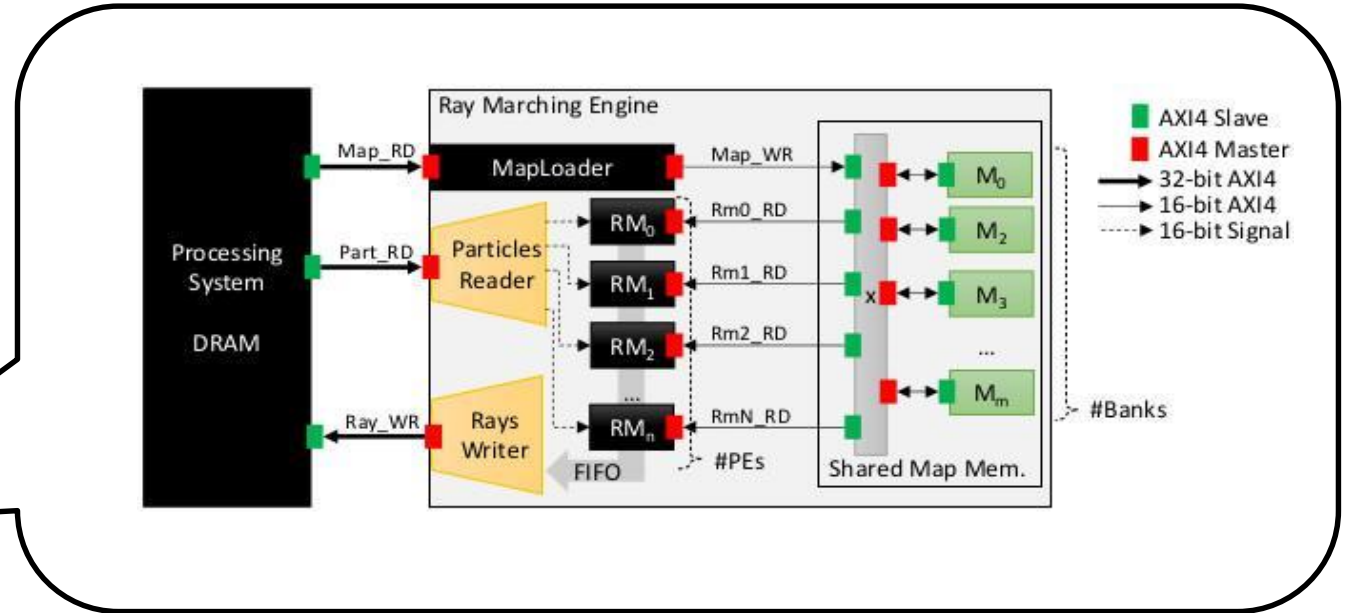 Ray Marching Engine
Processing
System
DRAM
Map_RD
Part_RD
Ray_WR
MapLoader
Particles
Reader
Rays
Writer
RM₀
RM₁
RM₂
...
RMₙ
FIFO
#PEs
Map_WR
Rm0_RD
Rm1_RD
Rm2_RD
RmN_RD
x
M₀
M₂
M₃
...
Mₘ
Shared Map Mem.
#Banks
AXI4 Slave
AXI4 Master
32-bit AXI4
16-bit AXI4
16-bit Signal